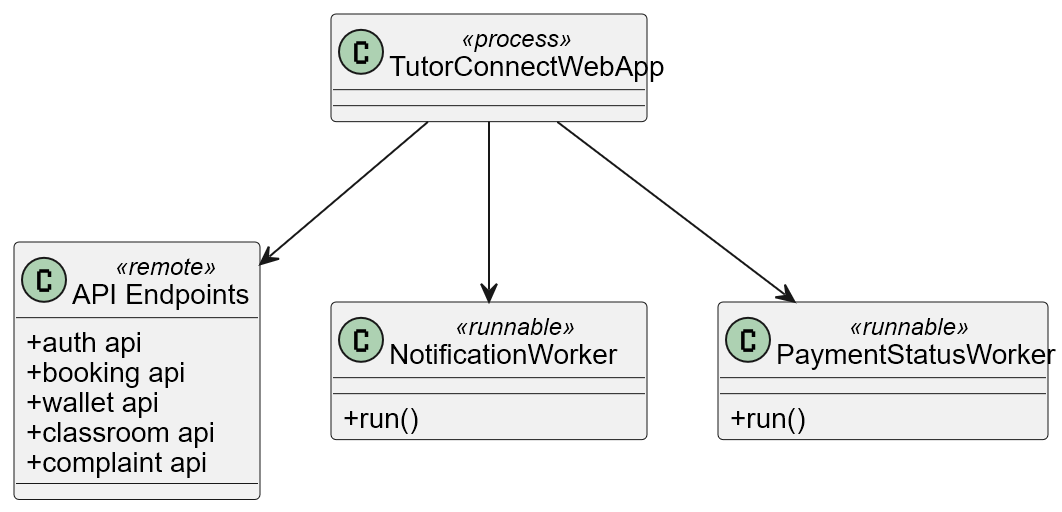 C
«process»
TutorConnectWebApp
C
«remote»
API Endpoints
+auth api
+booking api
+wallet api
+classroom api
+complaint api
C
«runnable»
NotificationWorker
+run()
C
«runnable»
PaymentStatusWorker
+run()